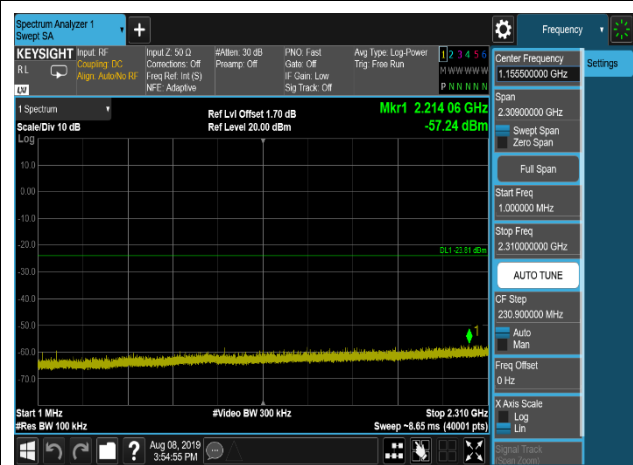 Spectrum Analyzer 1
Swept SA
Frequency
KEYSIGHT
RL
Input: RF
Coupling: DC
Align: Auto/No RF
Input Z: 50 Ω
Corrections: Off
Freq Ref: Int (S)
NFE: Adaptive
#Atten: 30 dB
Preamp: Off
PNO: Fast
Gate: Off
IF Gain: Low
Sig Track: Off
Avg Type: Log-Power
Trig: Free Run
1 2 3 4 5 6
M W W W W W
P N N N N N
LW
1 Spectrum
Scale/Div 10 dB
Ref Lvl Offset 1.70 dB
Ref Level 20.00 dBm
Mkr1 2.214 06 GHz
-57.24 dBm
Log
10.0
0.00
-10.0
-20.0
DL1 -23.81 dBm
-30.0
-40.0
1
-50.0
-60.0
-70.0
Start 1 MHz
#Res BW 100 kHz
#Video BW 300 kHz
Stop 2.310 GHz
Sweep ~8.65 ms (40001 pts)
Aug 08, 2019
3:54:55 PM
Center Frequency
1.155500000 GHz
Settings
Span
2.30900000 GHz
Swept Span
Zero Span
Full Span
Start Freq
1.000000 MHz
Stop Freq
2.310000000 GHz
AUTO TUNE
CF Step
230.900000 MHz
Auto
Man
Freq Offset
0 Hz
X Axis Scale
Log
Lin
Signal Track
(Span Zoom)